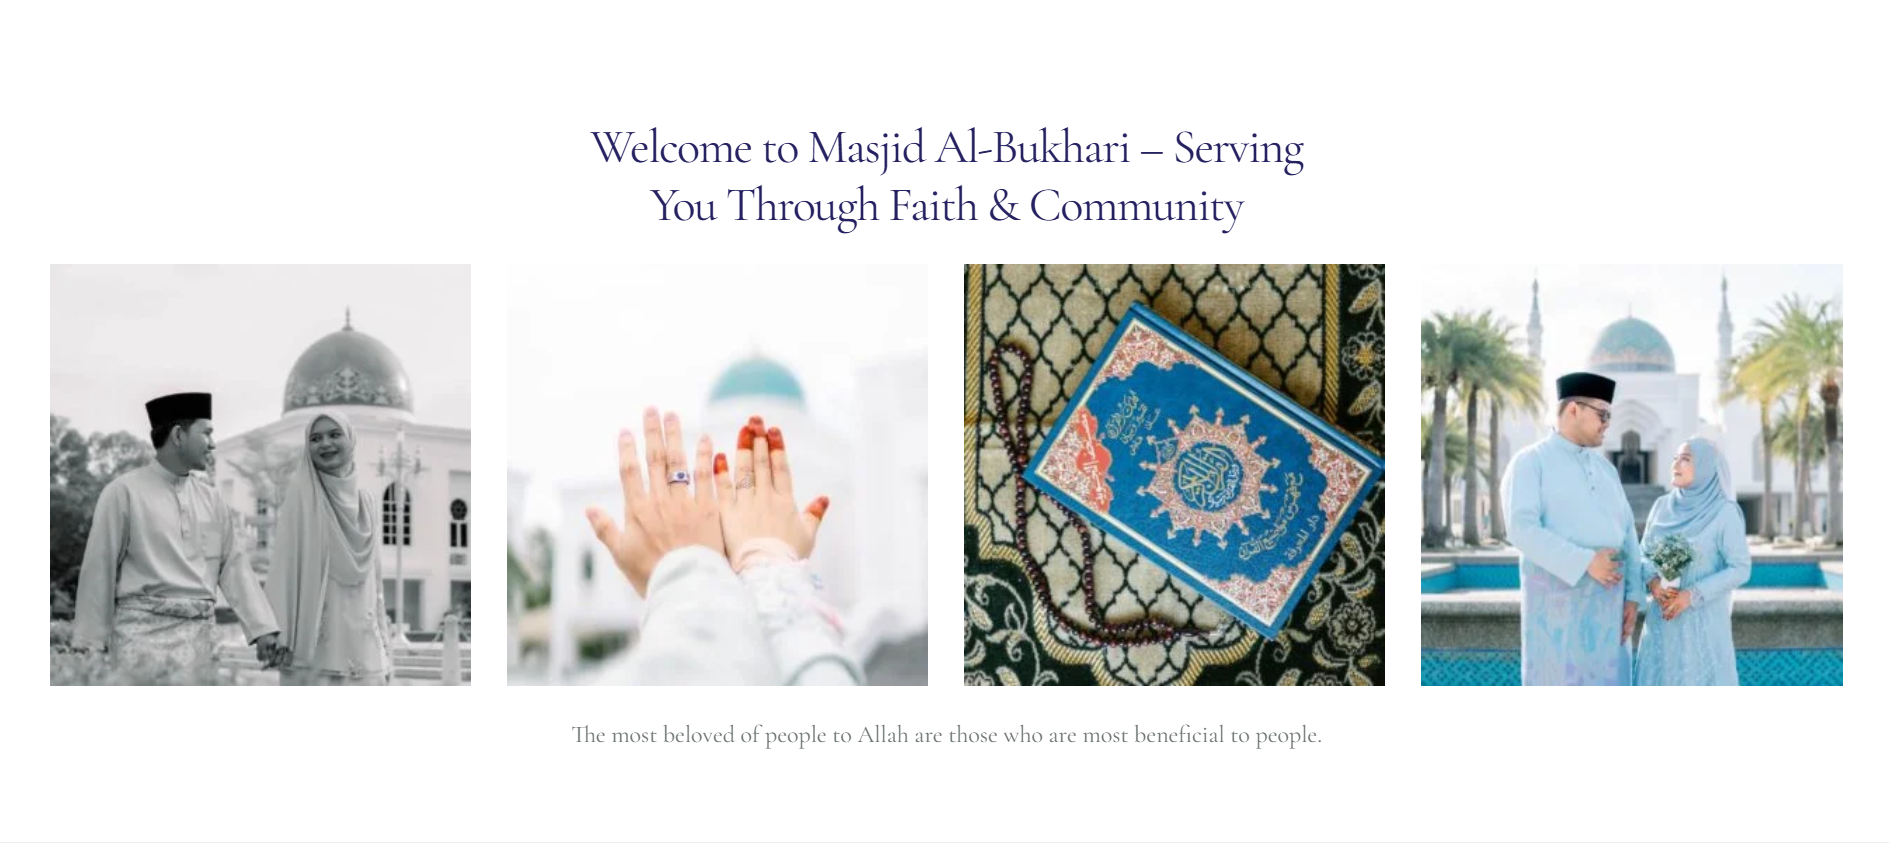 Welcome to Masjid Al-Bukhari – Serving
You Through Faith & Community
The most beloved of people to Allah are those who are most beneficial to people.